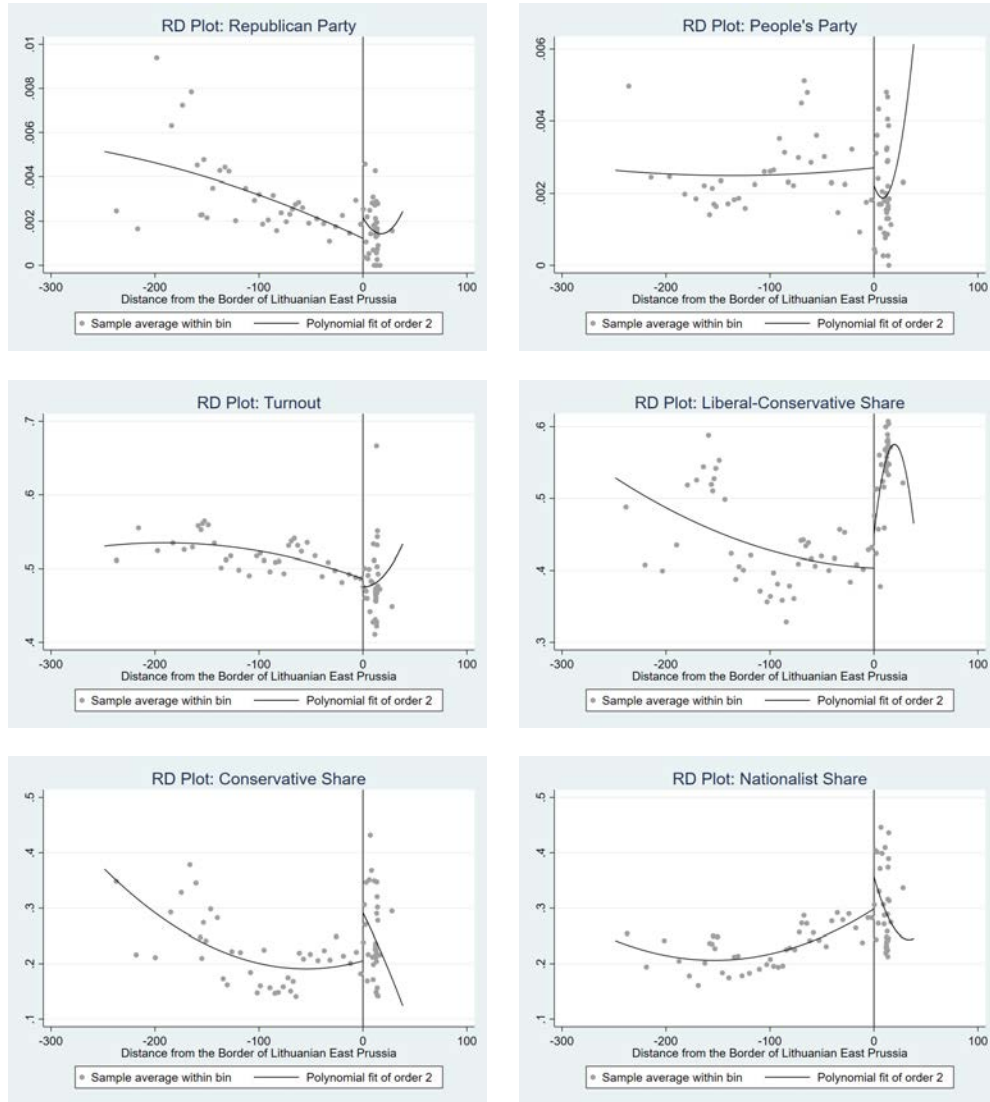 RD Plot: Republican Party
.01
.008
.006
.004
.002
0
-300
-200
-100
0
100
Distance from the Border of Lithuanian East Prussia
Sample average within bin
Polynomial fit of order 2
RD Plot: People's Party
.006
.004
.002
0
-300
-200
-100
0
100
Distance from the Border of Lithuanian East Prussia
Sample average within bin
Polynomial fit of order 2
RD Plot: Turnout
.7
.6
.5
.4
-300
-200
-100
0
100
Distance from the Border of Lithuanian East Prussia
Sample average within bin
Polynomial fit of order 2
RD Plot: Liberal-Conservative Share
.6
.5
.4
.3
-300
-200
-100
0
100
Distance from the Border of Lithuanian East Prussia
Sample average within bin
Polynomial fit of order 2
RD Plot: Conservative Share
.5
.4
.3
.2
.1
-300
-200
-100
0
100
Distance from the Border of Lithuanian East Prussia
Sample average within bin
Polynomial fit of order 2
RD Plot: Nationalist Share
.5
.4
.3
.2
.1
-300
-200
-100
0
100
Distance from the Border of Lithuanian East Prussia
Sample average within bin
Polynomial fit of order 2